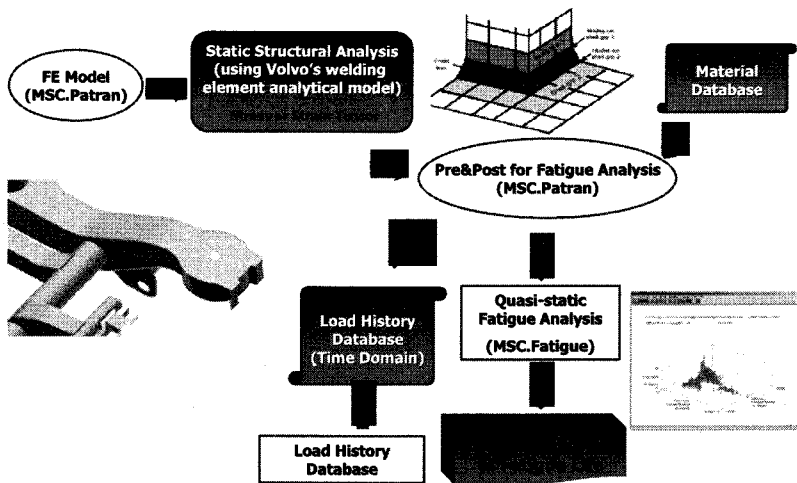 FE Model
(MSC.Patran)
Static Structural Analysis
(using Volvo's welding
element analytical model)
Material
Database
Pre&Post for Fatigue Analysis
(MSC.Patran)
Load History
Database
(Time Domain)
Quasi-static
Fatigue Analysis
(MSC.Fatigue)
Load History
Database